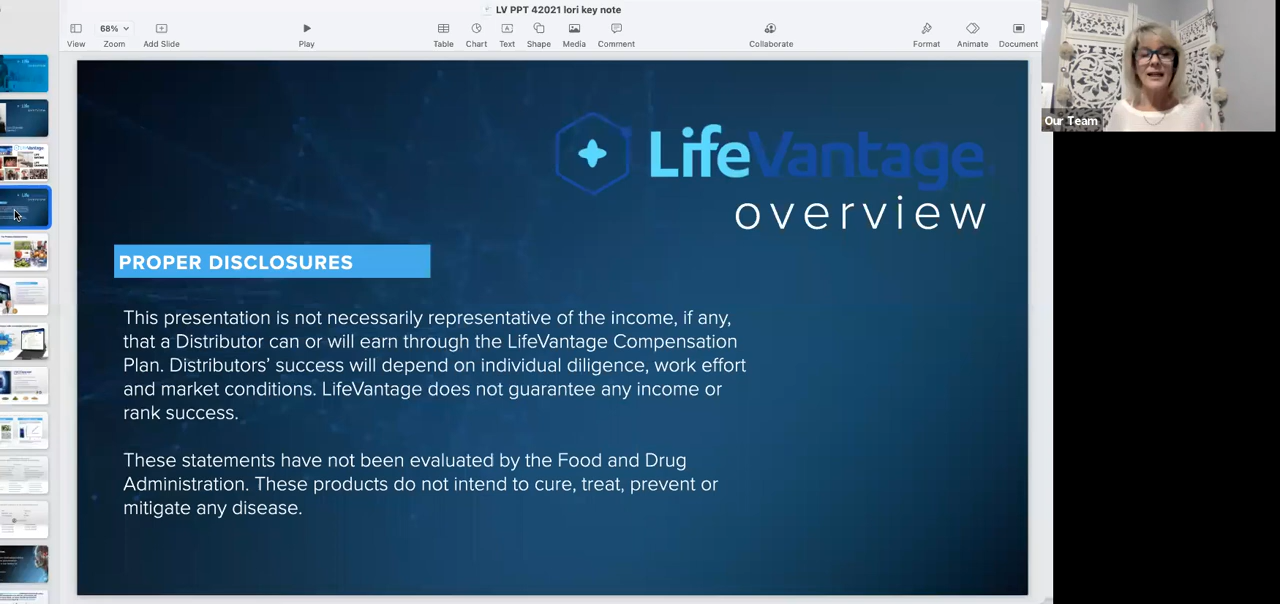 LV PPT 42021 lori key note
68%
View
Zoom
Add Slide
Play
Table
Chart
Text
Shape
Media
Comment
Collaborate
Format
Animate
Document
Our Team
LifeVantage
overview
PROPER DISCLOSURES
This presentation is not necessarily representative of the income, if any,
that a Distributor can or will earn through the LifeVantage Compensation
Plan. Distributors’ success will depend on individual diligence, work effort
and market conditions. LifeVantage does not guarantee any income or
rank success.
These statements have not been evaluated by the Food and Drug
Administration. These products do not intend to cure, treat, prevent or
mitigate any disease.